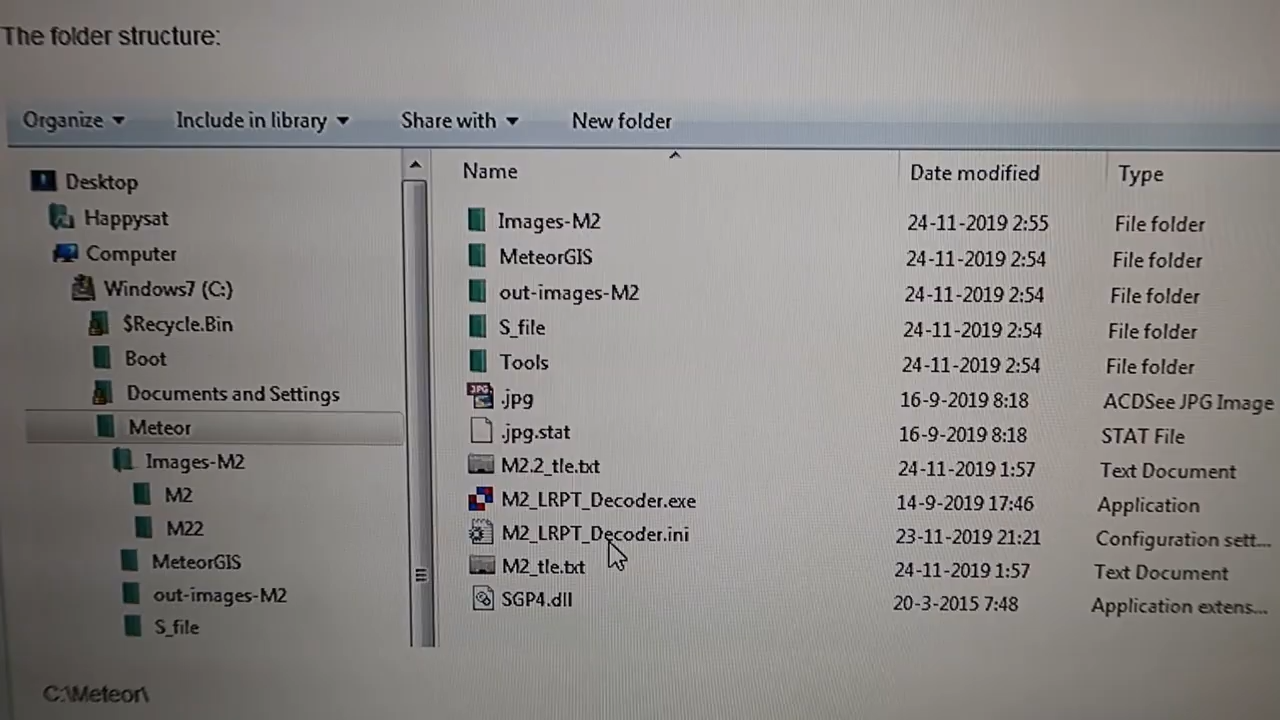 The folder structure:
Organize Include in library Share with New folder
Name Date modified Type
Desktop
Happysat
Computer
Windows7 (C:)
$Recycle.Bin
Boot
Documents and Settings
Meteor
Images-M2
M2
M22
MeteorGIS
out-images-M2
S_file
Images-M2 24-11-2019 2:55 File folder
MeteorGIS 24-11-2019 2:54 File folder
out-images-M2 24-11-2019 2:54 File folder
S_file 24-11-2019 2:54 File folder
Tools 24-11-2019 2:54 File folder
JPG .jpg 16-9-2019 8:18 ACDSee JPG Image
.jpg.stat 16-9-2019 8:18 STAT File
M2.2_tle.txt 24-11-2019 1:57 Text Document
M2_LRPT_Decoder.exe 14-9-2019 17:46 Application
M2_LRPT_Decoder.ini 23-11-2019 21:21 Configuration sett...
M2_tle.txt 24-11-2019 1:57 Text Document
SGP4.dll 20-3-2015 7:48 Application extens...
C:\Meteor\